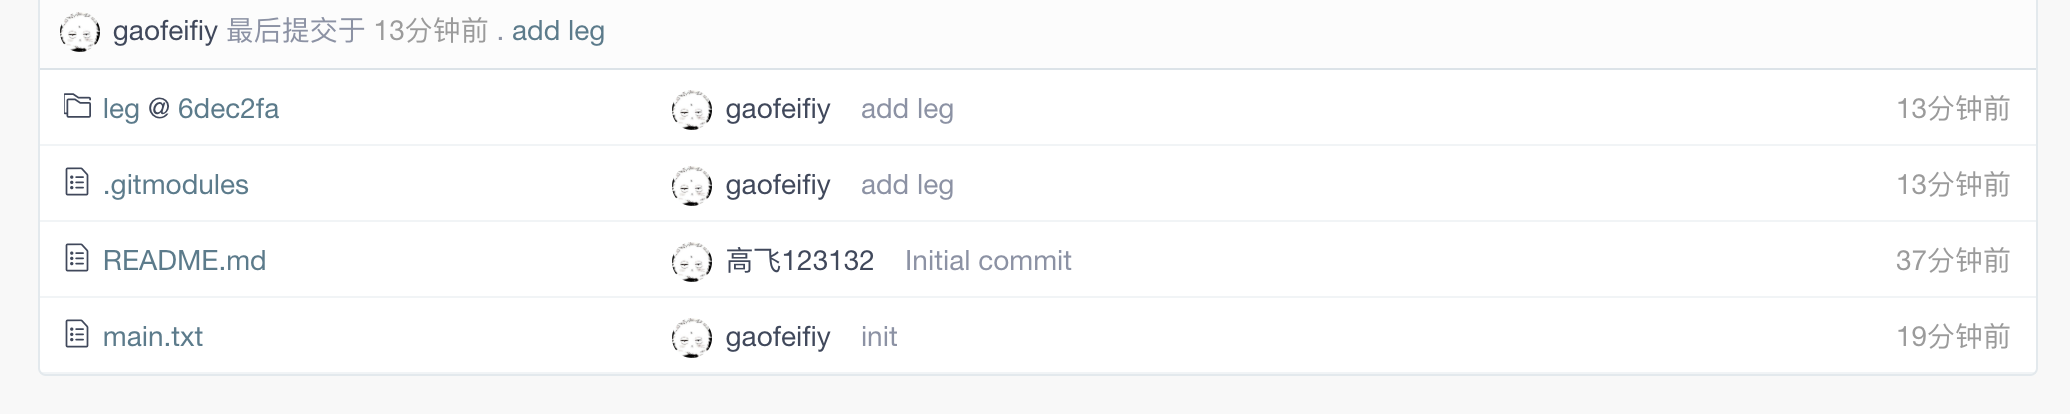 gaofeifiy 最后提交于 13分钟前 . add leg
leg @ 6dec2fa gaofeifiy add leg 13分钟前
.gitmodules gaofeifiy add leg 13分钟前
README.md 高飞123132 Initial commit 37分钟前
main.txt gaofeifiy init 19分钟前